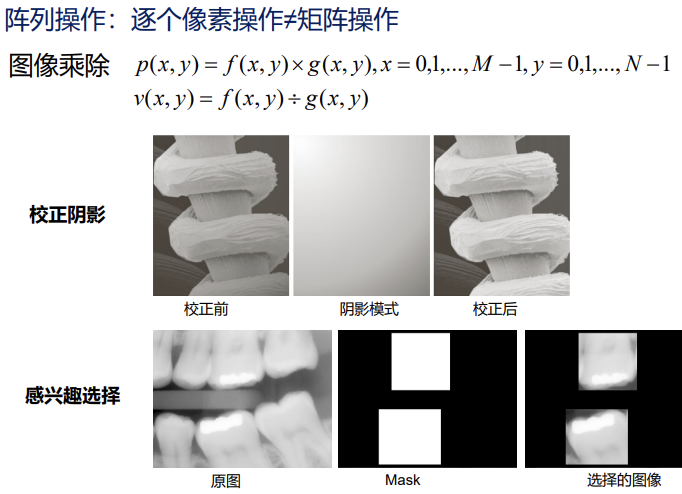 阵列操作：逐个像素操作≠矩阵操作
图像乘除 p(x, y) = f(x, y)×g(x, y), x = 0,1,..., M −1, y = 0,1,..., N −1
v(x, y) = f(x, y)÷g(x, y)
校正阴影
校正前 阴影模式 校正后
感兴趣选择
原图 Mask 选择的图像